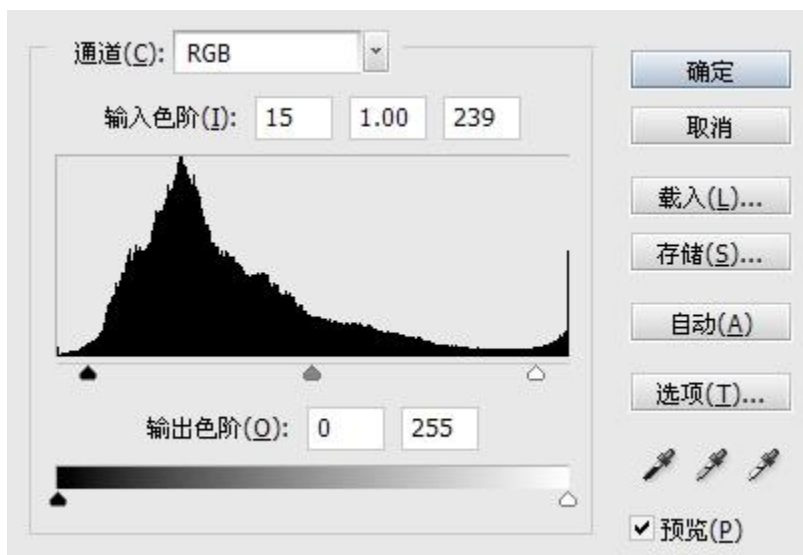 通道(C): RGB
确定
输入色阶(I): 15 1.00 239
取消
载入(L)...
存储(S)...
自动(A)
选项(T)...
输出色阶(O): 0 255
预览(P)